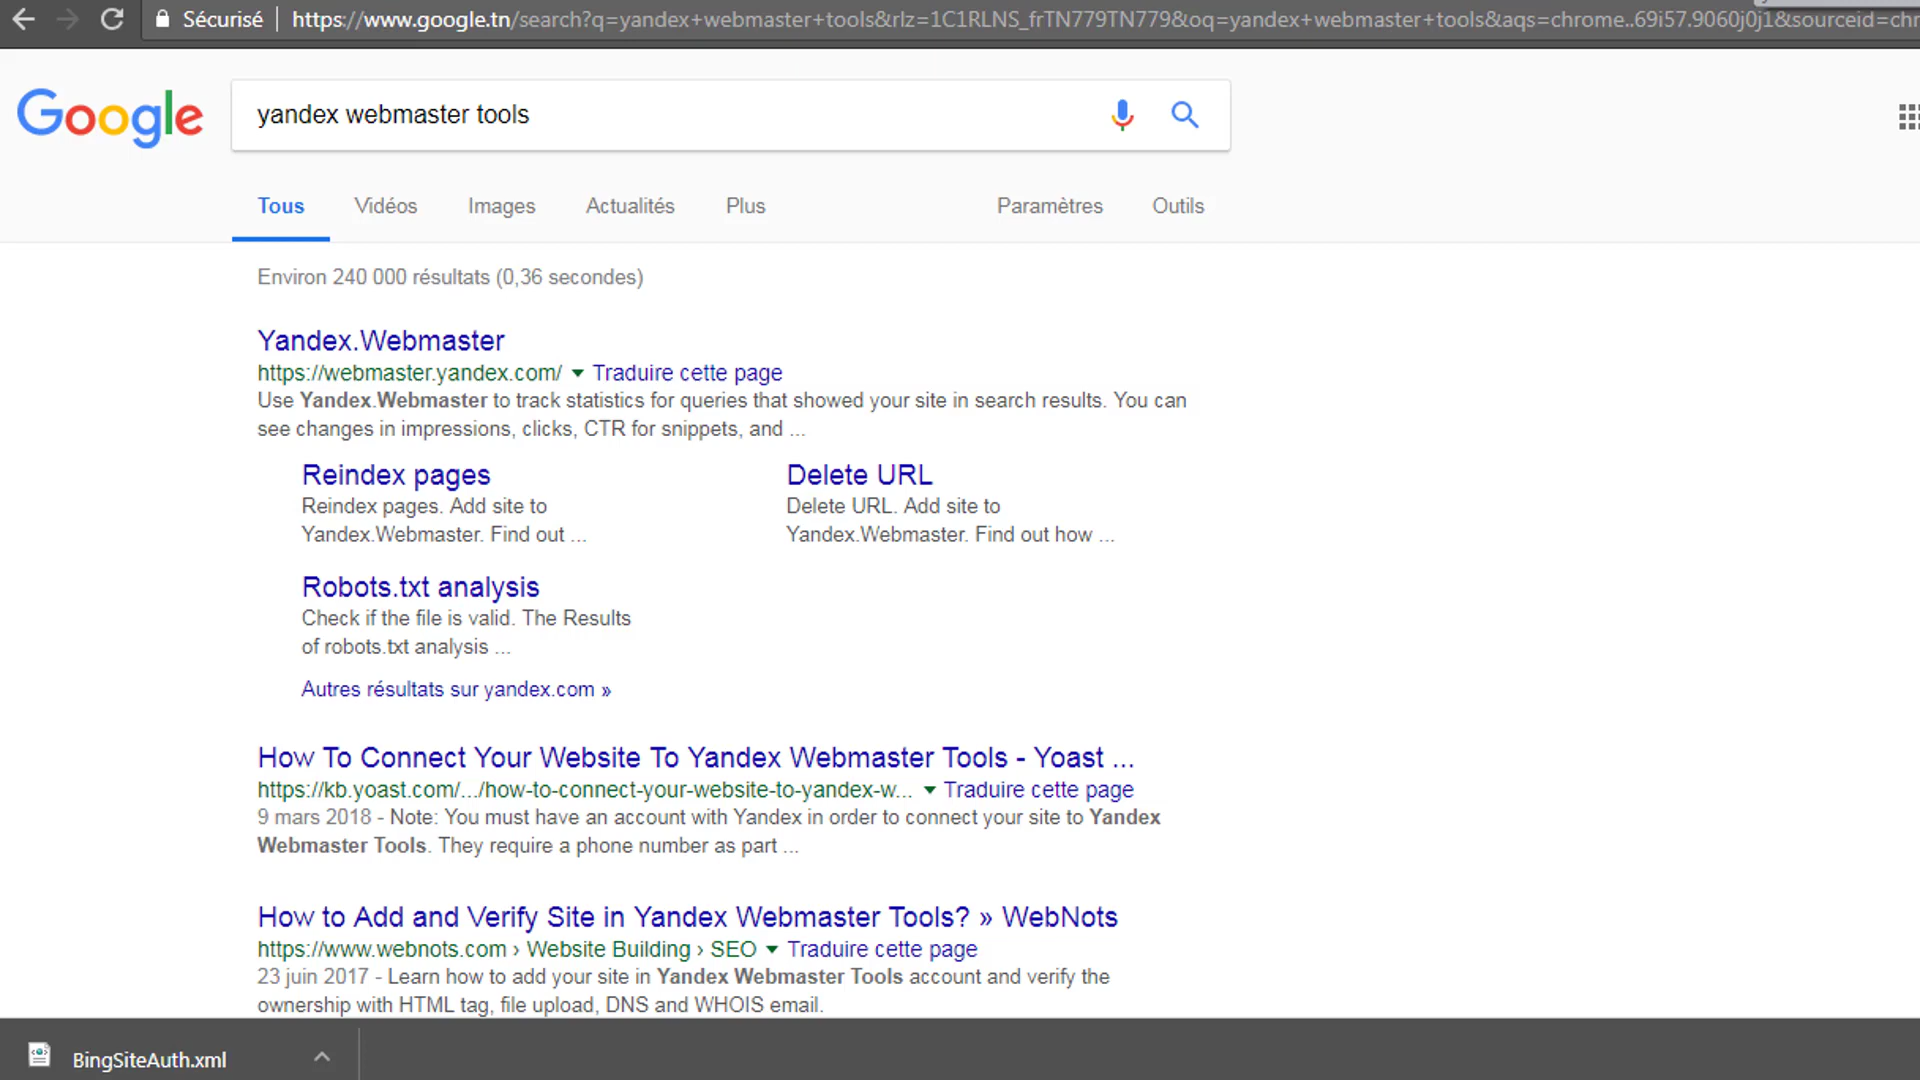 Sécurisé https://www.google.tn/search?q=yandex+webmaster+tools&rlz=1C1RLNS_frTN779TN779&oq=yandex+webmaster+tools&aqs=chrome..69i57.9060j0j1&sourceid=chr
Google yandex webmaster tools
Tous Vidéos Images Actualités Plus Paramètres Outils
Environ 240 000 résultats (0,36 secondes)
Yandex.Webmaster
https://webmaster.yandex.com/ Traduire cette page
Use Yandex.Webmaster to track statistics for queries that showed your site in search results. You can
see changes in impressions, clicks, CTR for snippets, and ...
Reindex pages
Reindex pages. Add site to
Yandex.Webmaster. Find out ...
Delete URL
Delete URL. Add site to
Yandex.Webmaster. Find out how ...
Robots.txt analysis
Check if the file is valid. The Results
of robots.txt analysis ...
Autres résultats sur yandex.com »
How To Connect Your Website To Yandex Webmaster Tools - Yoast ...
https://kb.yoast.com/.../how-to-connect-your-website-to-yandex-w... Traduire cette page
9 mars 2018 - Note: You must have an account with Yandex in order to connect your site to Yandex
Webmaster Tools. They require a phone number as part ...
How to Add and Verify Site in Yandex Webmaster Tools? » WebNots
https://www.webnots.com › Website Building › SEO Traduire cette page
23 juin 2017 - Learn how to add your site in Yandex Webmaster Tools account and verify the
ownership with HTML tag, file upload, DNS and WHOIS email.
BingSiteAuth.xml